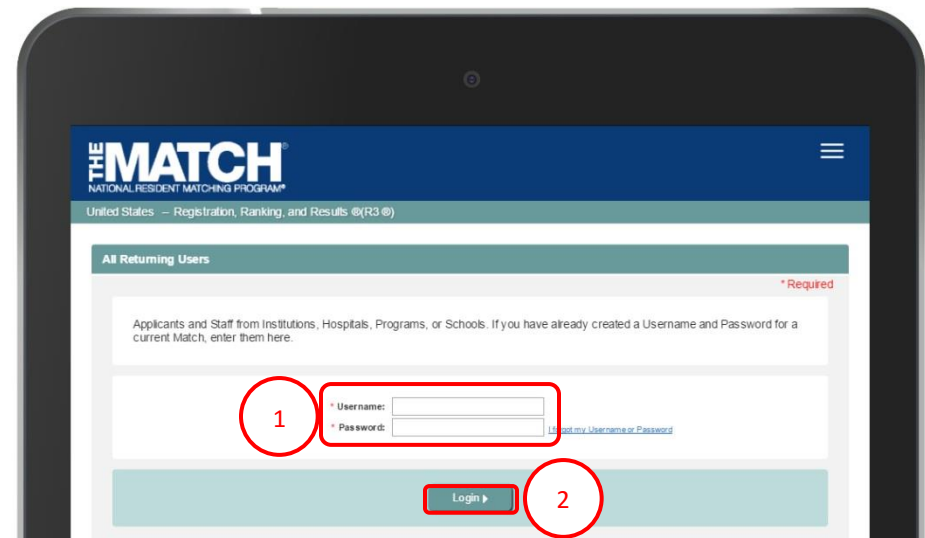 THE MATCH®
NATIONAL RESIDENT MATCHING PROGRAM®
United States – Registration, Ranking, and Results ®(R3 ®)
All Returning Users
* Required
Applicants and Staff from Institutions, Hospitals, Programs, or Schools. If you have already created a Username and Password for a
current Match, enter them here.
1
* Username:
* Password:
I forgot my Username or Password
Login
2